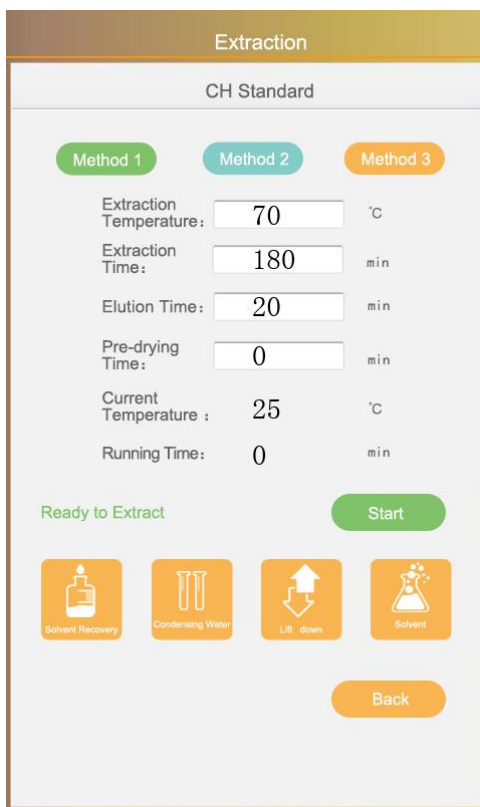 Extraction
CH Standard
Method 1 Method 2 Method 3
Extraction
Temperature: 70 ℃
Extraction
Time: 180 min
Elution Time: 20 min
Pre-drying
Time: 0 min
Current
Temperature : 25 ℃
Running Time: 0 min
Ready to Extract Start
Solvent Recovery Condensing Water Lift down Solvent
Back